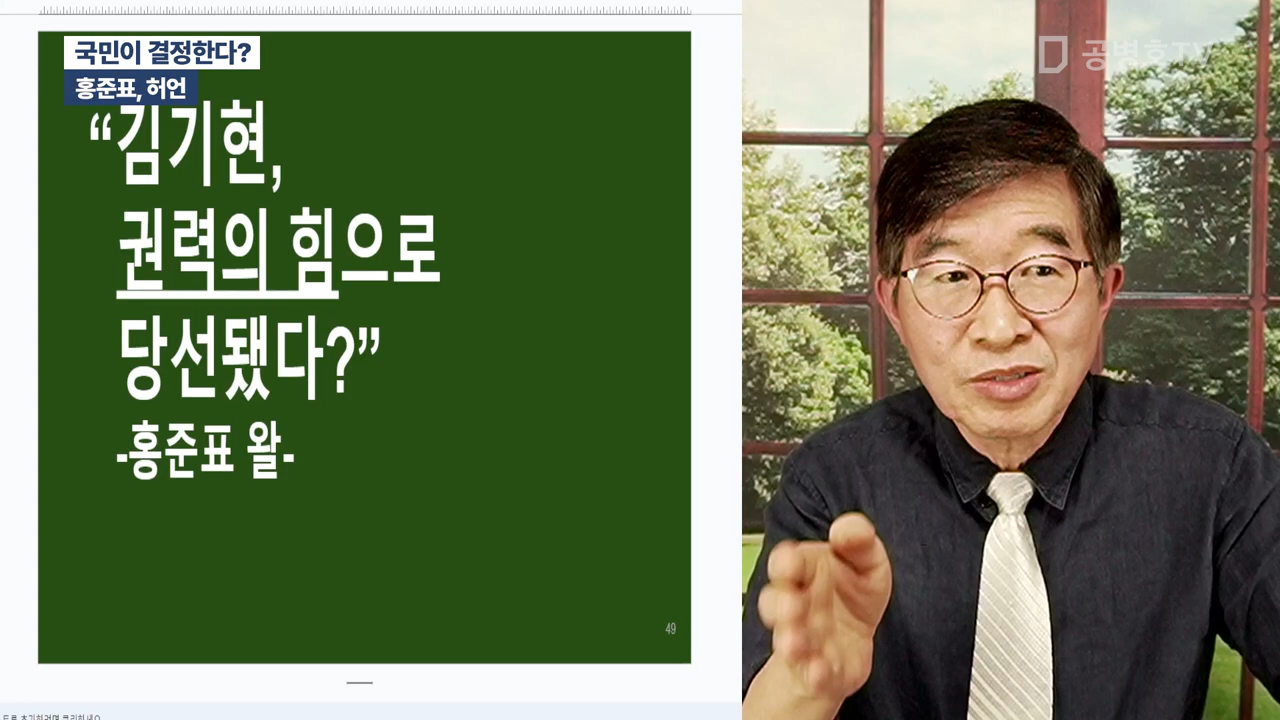 국민이 결정한다?
홍준표, 허언
“김기현,
권력의 힘으로
당선됐다?”
-홍준표 왈-
49
공병호TV